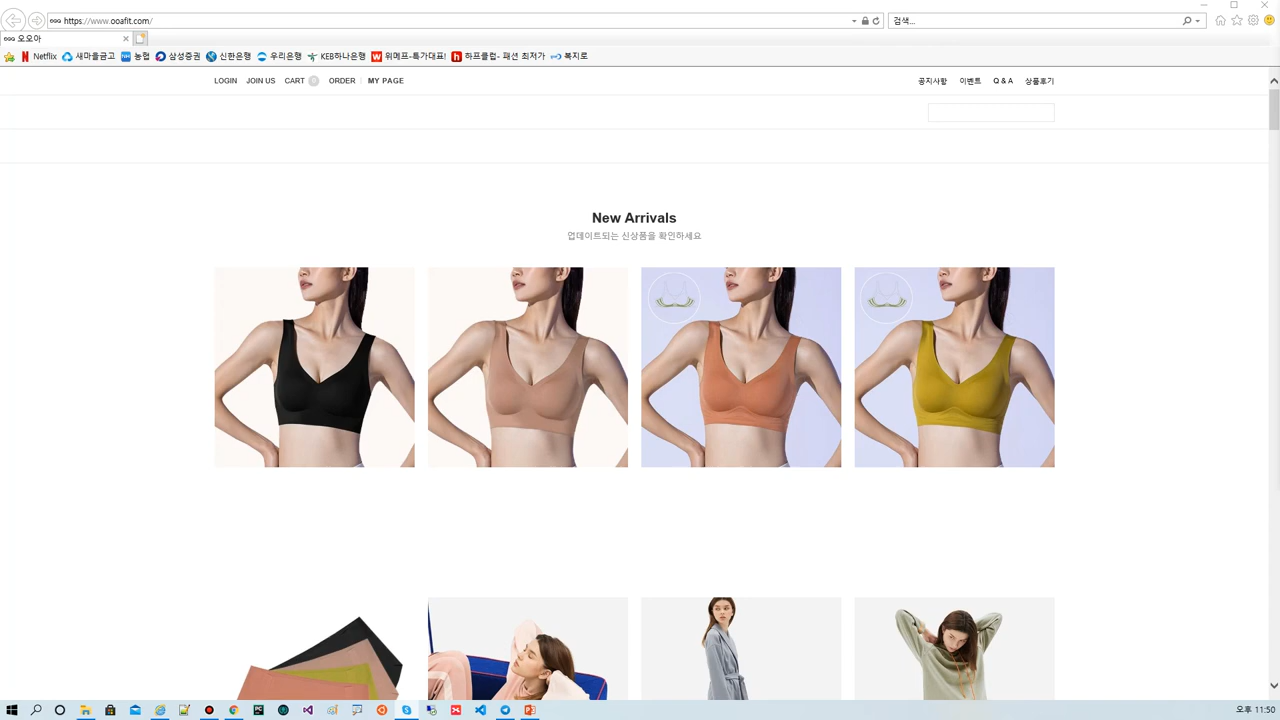 https://www.ooafit.com/
검색...
오오아
Netflix 새마을금고 농협 삼성증권 신한은행 우리은행 KEB하나은행 위메프-특가대표! 하프클럽- 패션 최저가 복지로
LOGIN JOIN US CART 0 ORDER MY PAGE
공지사항 이벤트 Q & A 상품후기
New Arrivals
업데이트되는 신상품을 확인하세요
오후 11:50